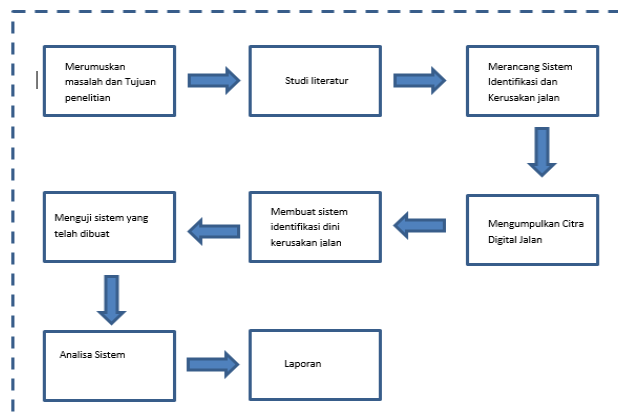 Merumuskan
masalah dan Tujuan
penelitian
Studi literatur
Merancang Sistem
Identifikasi dan
Kerusakan jalan
Mengumpulkan Citra
Digital Jalan
Membuat sistem
identifikasi dini
kerusakan jalan
Menguji sistem yang
telah dibuat
Analisa Sistem
Laporan